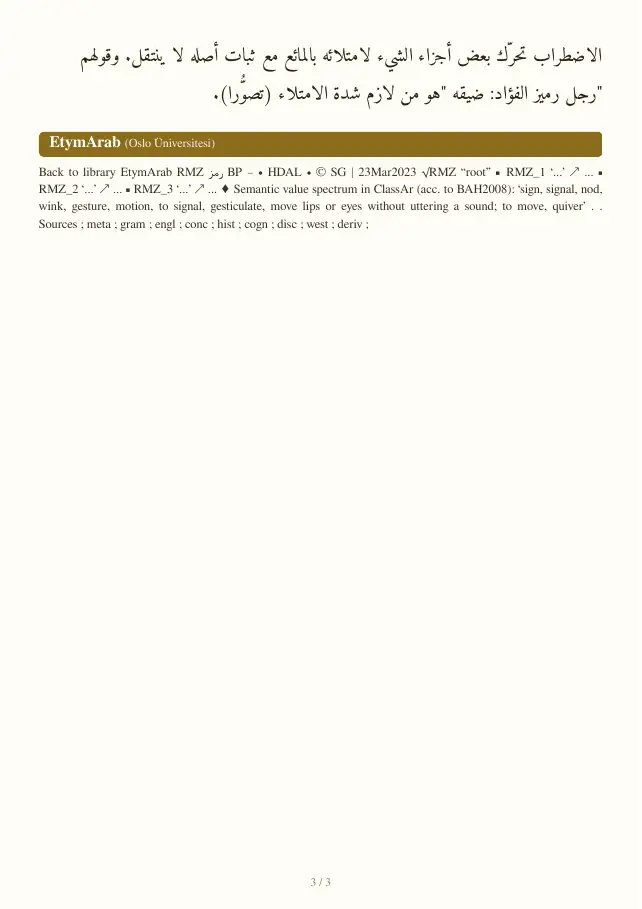 الاضطراب تحرّك بعض أجزاء الشيء لامتلائه بالمائع مع ثبات أصله لا ينتقل. وقولهم
"رجل رميز الفؤاد: ضيقه "هو من لازم شدة الامتلاء (تصوُّرا).
EtymArab (Oslo Üniversitesi)
Back to library EtymArab RMZ رمز BP – • HDAL • © SG | 23Mar2023 √RMZ “root” ▪ RMZ_1 ‘...’ ↗ ... ▪
RMZ_2 ‘...’ ↗ ... ▪ RMZ_3 ‘...’ ↗ ... ♦ Semantic value spectrum in ClassAr (acc. to BAH2008): ‘sign, signal, nod,
wink, gesture, motion, to signal, gesticulate, move lips or eyes without uttering a sound; to move, quiver’ . .
Sources ; meta ; gram ; engl ; conc ; hist ; cogn ; disc ; west ; deriv ;
3 / 3